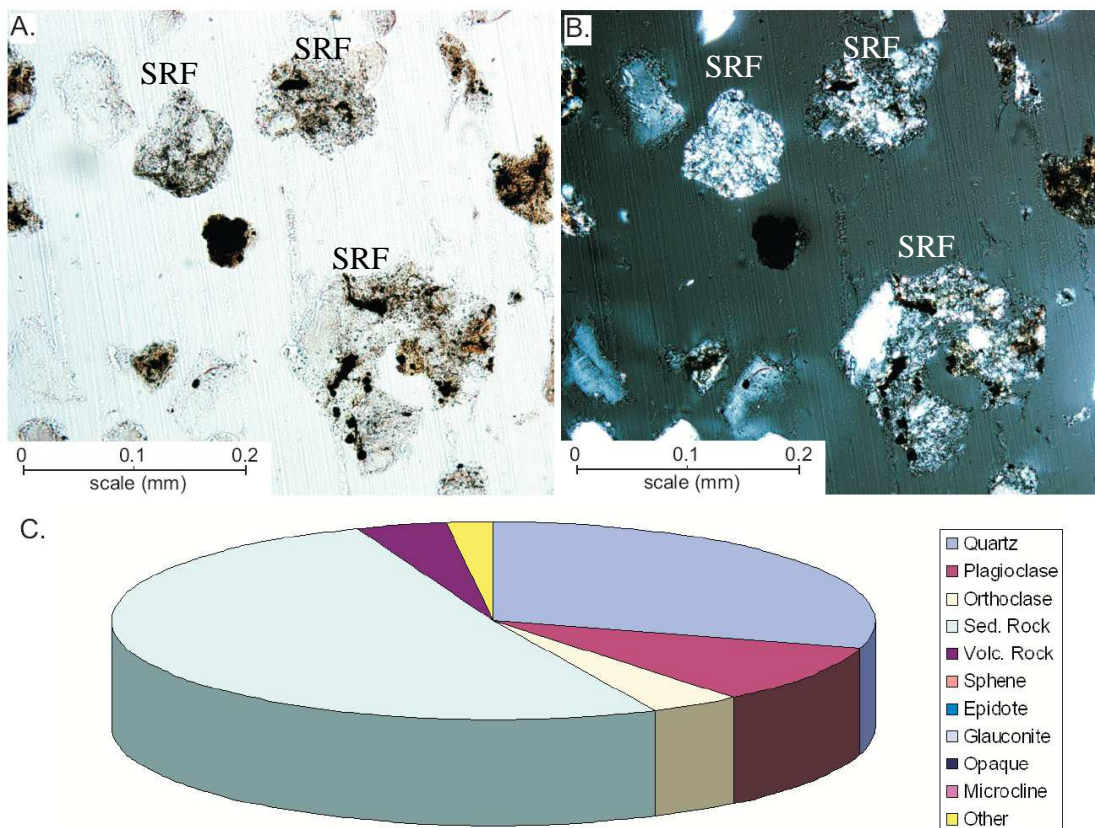 A.
SRF
SRF
SRF
0 0.1 0.2
scale (mm)
B.
SRF
SRF
SRF
0 0.1 0.2
scale (mm)
C.
Quartz
Plagioclase
Orthoclase
Sed. Rock
Volc. Rock
Sphene
Epidote
Glauconite
Opaque
Microcline
Other